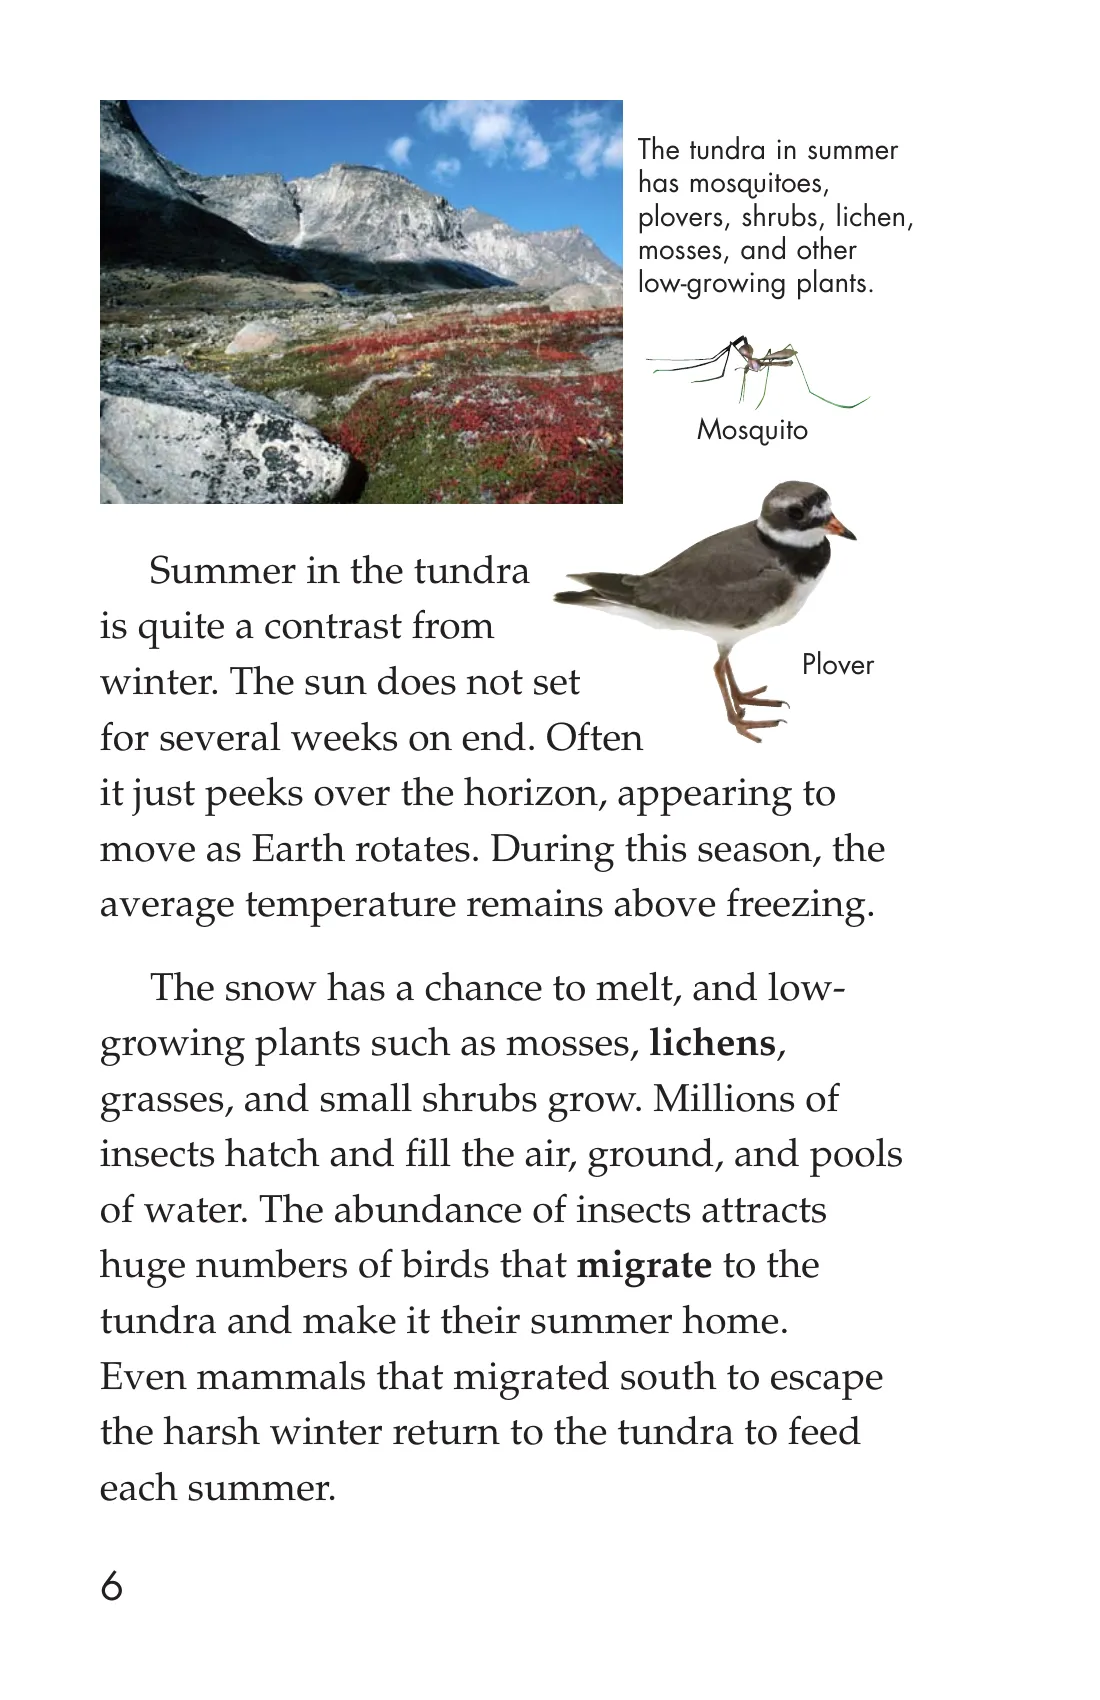 The tundra in summer
has mosquitoes,
plovers, shrubs, lichen,
mosses, and other
low-growing plants.
Mosquito
Plover
Summer in the tundra
is quite a contrast from
winter. The sun does not set
for several weeks on end. Often
it just peeks over the horizon, appearing to
move as Earth rotates. During this season, the
average temperature remains above freezing.
The snow has a chance to melt, and low-
growing plants such as mosses, lichens,
grasses, and small shrubs grow. Millions of
insects hatch and fill the air, ground, and pools
of water. The abundance of insects attracts
huge numbers of birds that migrate to the
tundra and make it their summer home.
Even mammals that migrated south to escape
the harsh winter return to the tundra to feed
each summer.
6